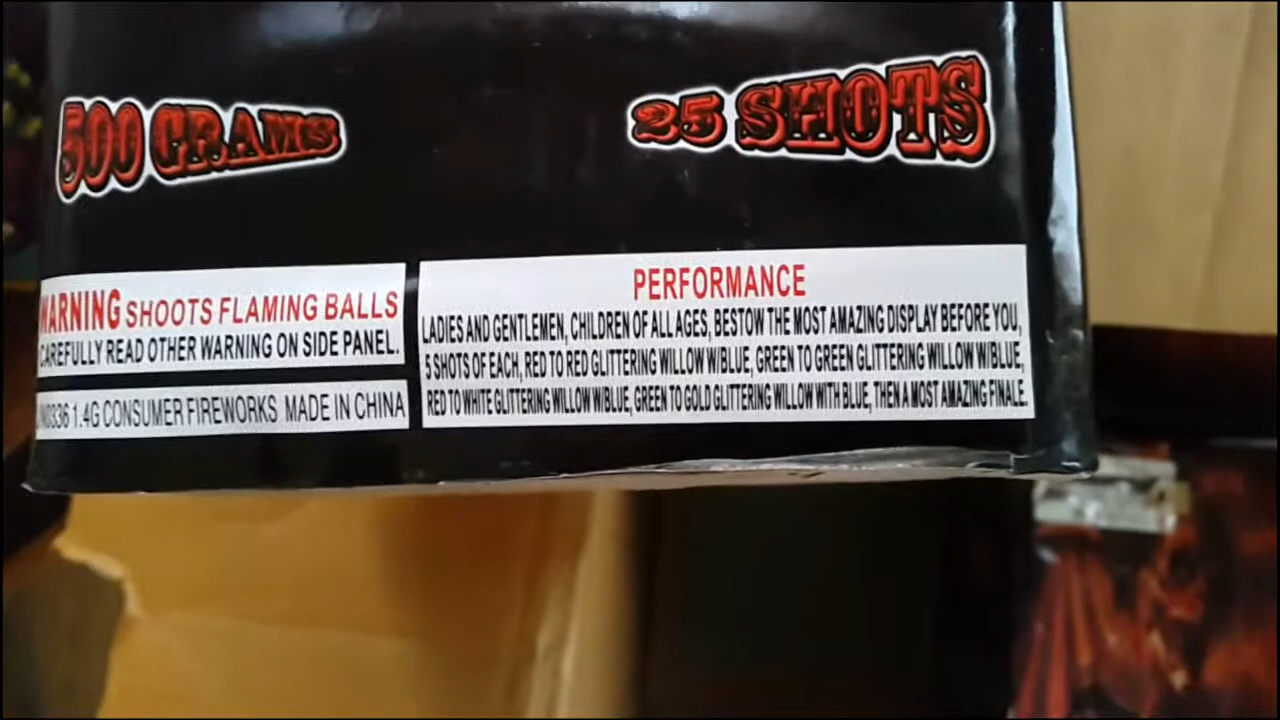 500 GRAMS
25 SHOTS
WARNING SHOOTS FLAMING BALLS
CAREFULLY READ OTHER WARNING ON SIDE PANEL.
UN0336 1.4G CONSUMER FIREWORKS MADE IN CHINA
PERFORMANCE
LADIES AND GENTLEMEN, CHILDREN OF ALL AGES, BESTOW THE MOST AMAZING DISPLAY BEFORE YOU,
5 SHOTS OF EACH, RED TO RED GLITTERING WILLOW W/BLUE, GREEN TO GREEN GLITTERING WILLOW W/BLUE,
RED TO WHITE GLITTERING WILLOW W/BLUE, GREEN TO GOLD GLITTERING WILLOW WITH BLUE, THEN A MOST AMAZING FINALE.